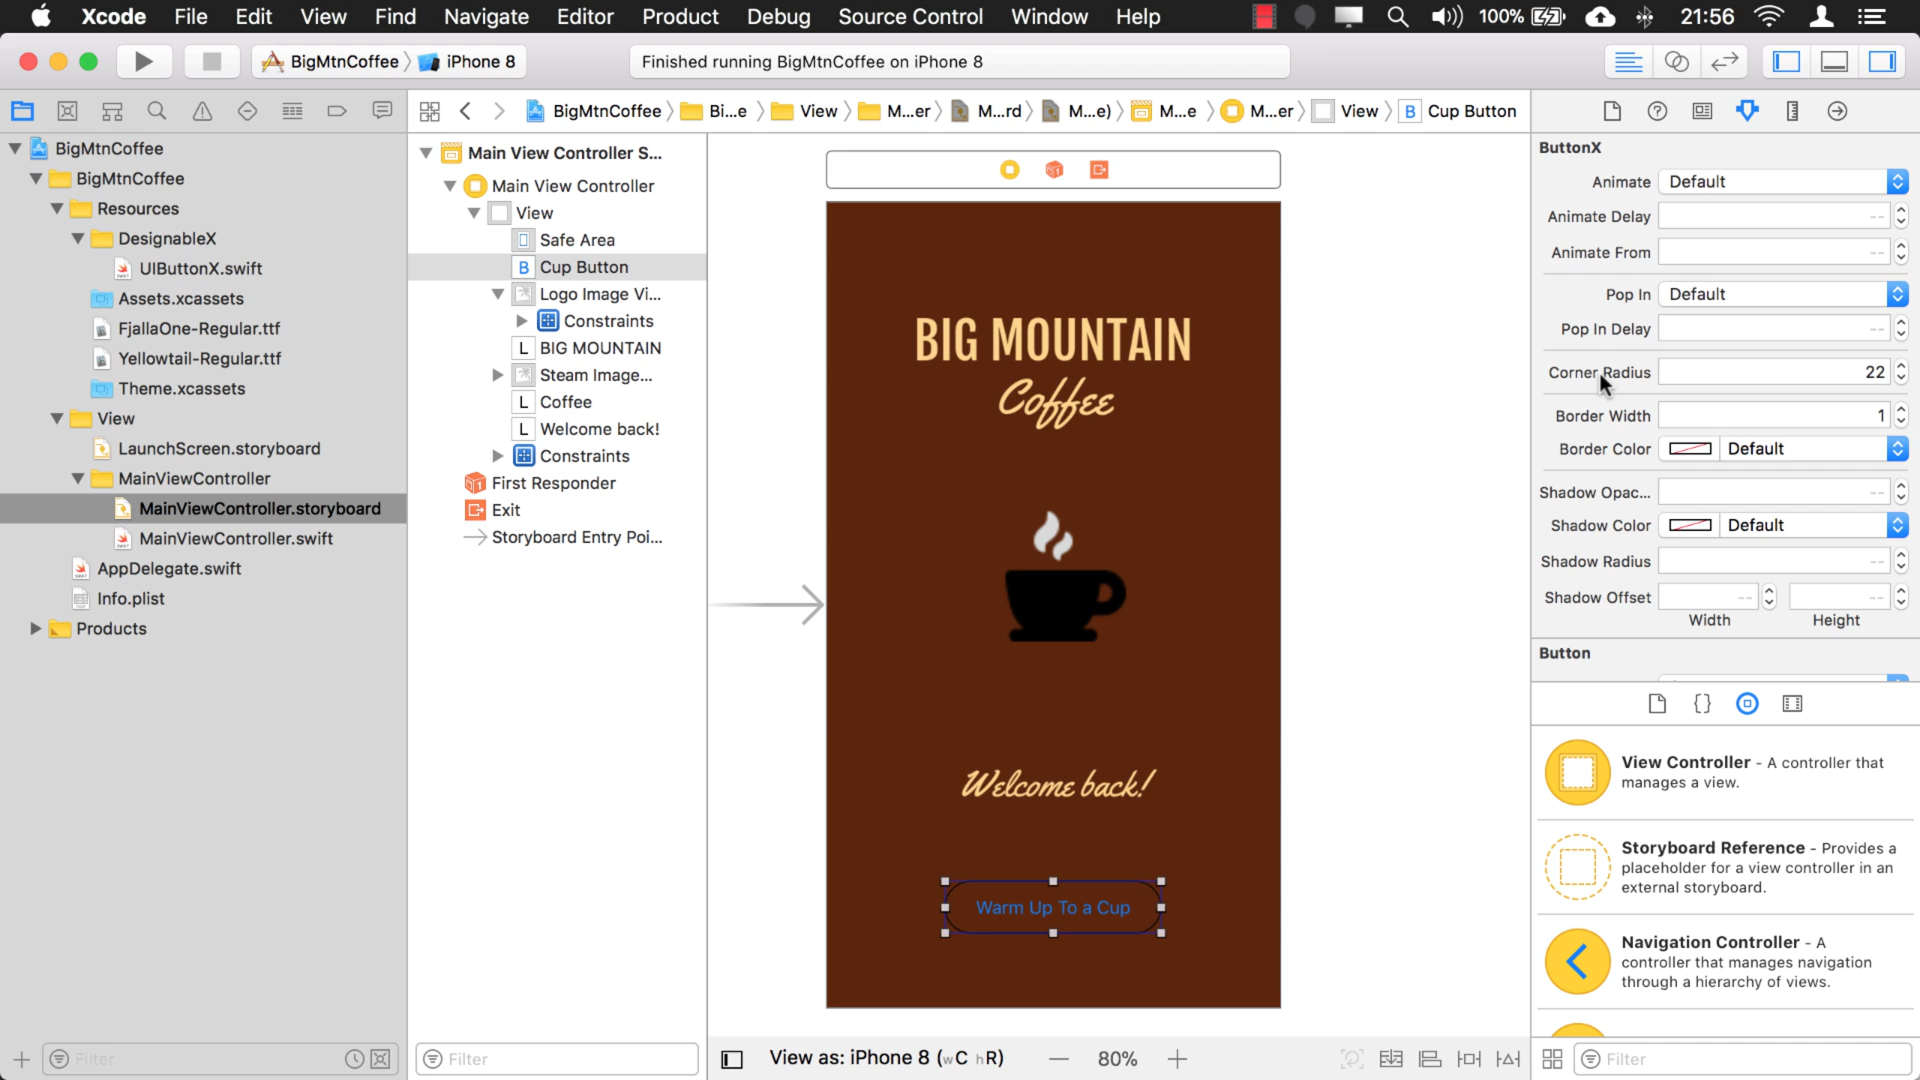 Xcode File Edit View Find Navigate Editor Product Debug Source Control Window Help 100% 21:56
BigMtnCoffee iPhone 8
Finished running BigMtnCoffee on iPhone 8
BigMtnCoffee Bi...e View M...er M...rd M...e) M...e M...er View B Cup Button
BigMtnCoffee
BigMtnCoffee
Resources
DesignableX
UIButtonX.swift
Assets.xcassets
FjallaOne-Regular.ttf
Yellowtail-Regular.ttf
Theme.xcassets
View
LaunchScreen.storyboard
MainViewController
MainViewController.storyboard
MainViewController.swift
AppDelegate.swift
Info.plist
Products
Filter
Main View Controller S...
Main View Controller
View
Safe Area
B Cup Button
Logo Image Vi...
Constraints
L BIG MOUNTAIN
Steam Image...
L Coffee
L Welcome back!
Constraints
First Responder
Exit
Storyboard Entry Poi...
Filter
BIG MOUNTAIN
Coffee
Welcome back!
Warm Up To a Cup
View as: iPhone 8 (wC hR) — 80% +
ButtonX
Animate Default
Animate Delay --
Animate From --
Pop In Default
Pop In Delay --
Corner Radius 22
Border Width 1
Border Color Default
Shadow Opac... --
Shadow Color Default
Shadow Radius --
Shadow Offset -- --
Width Height
Button
{}
View Controller - A controller that
manages a view.
Storyboard Reference - Provides a
placeholder for a view controller in an
external storyboard.
Navigation Controller - A
controller that manages navigation
through a hierarchy of views.
Filter